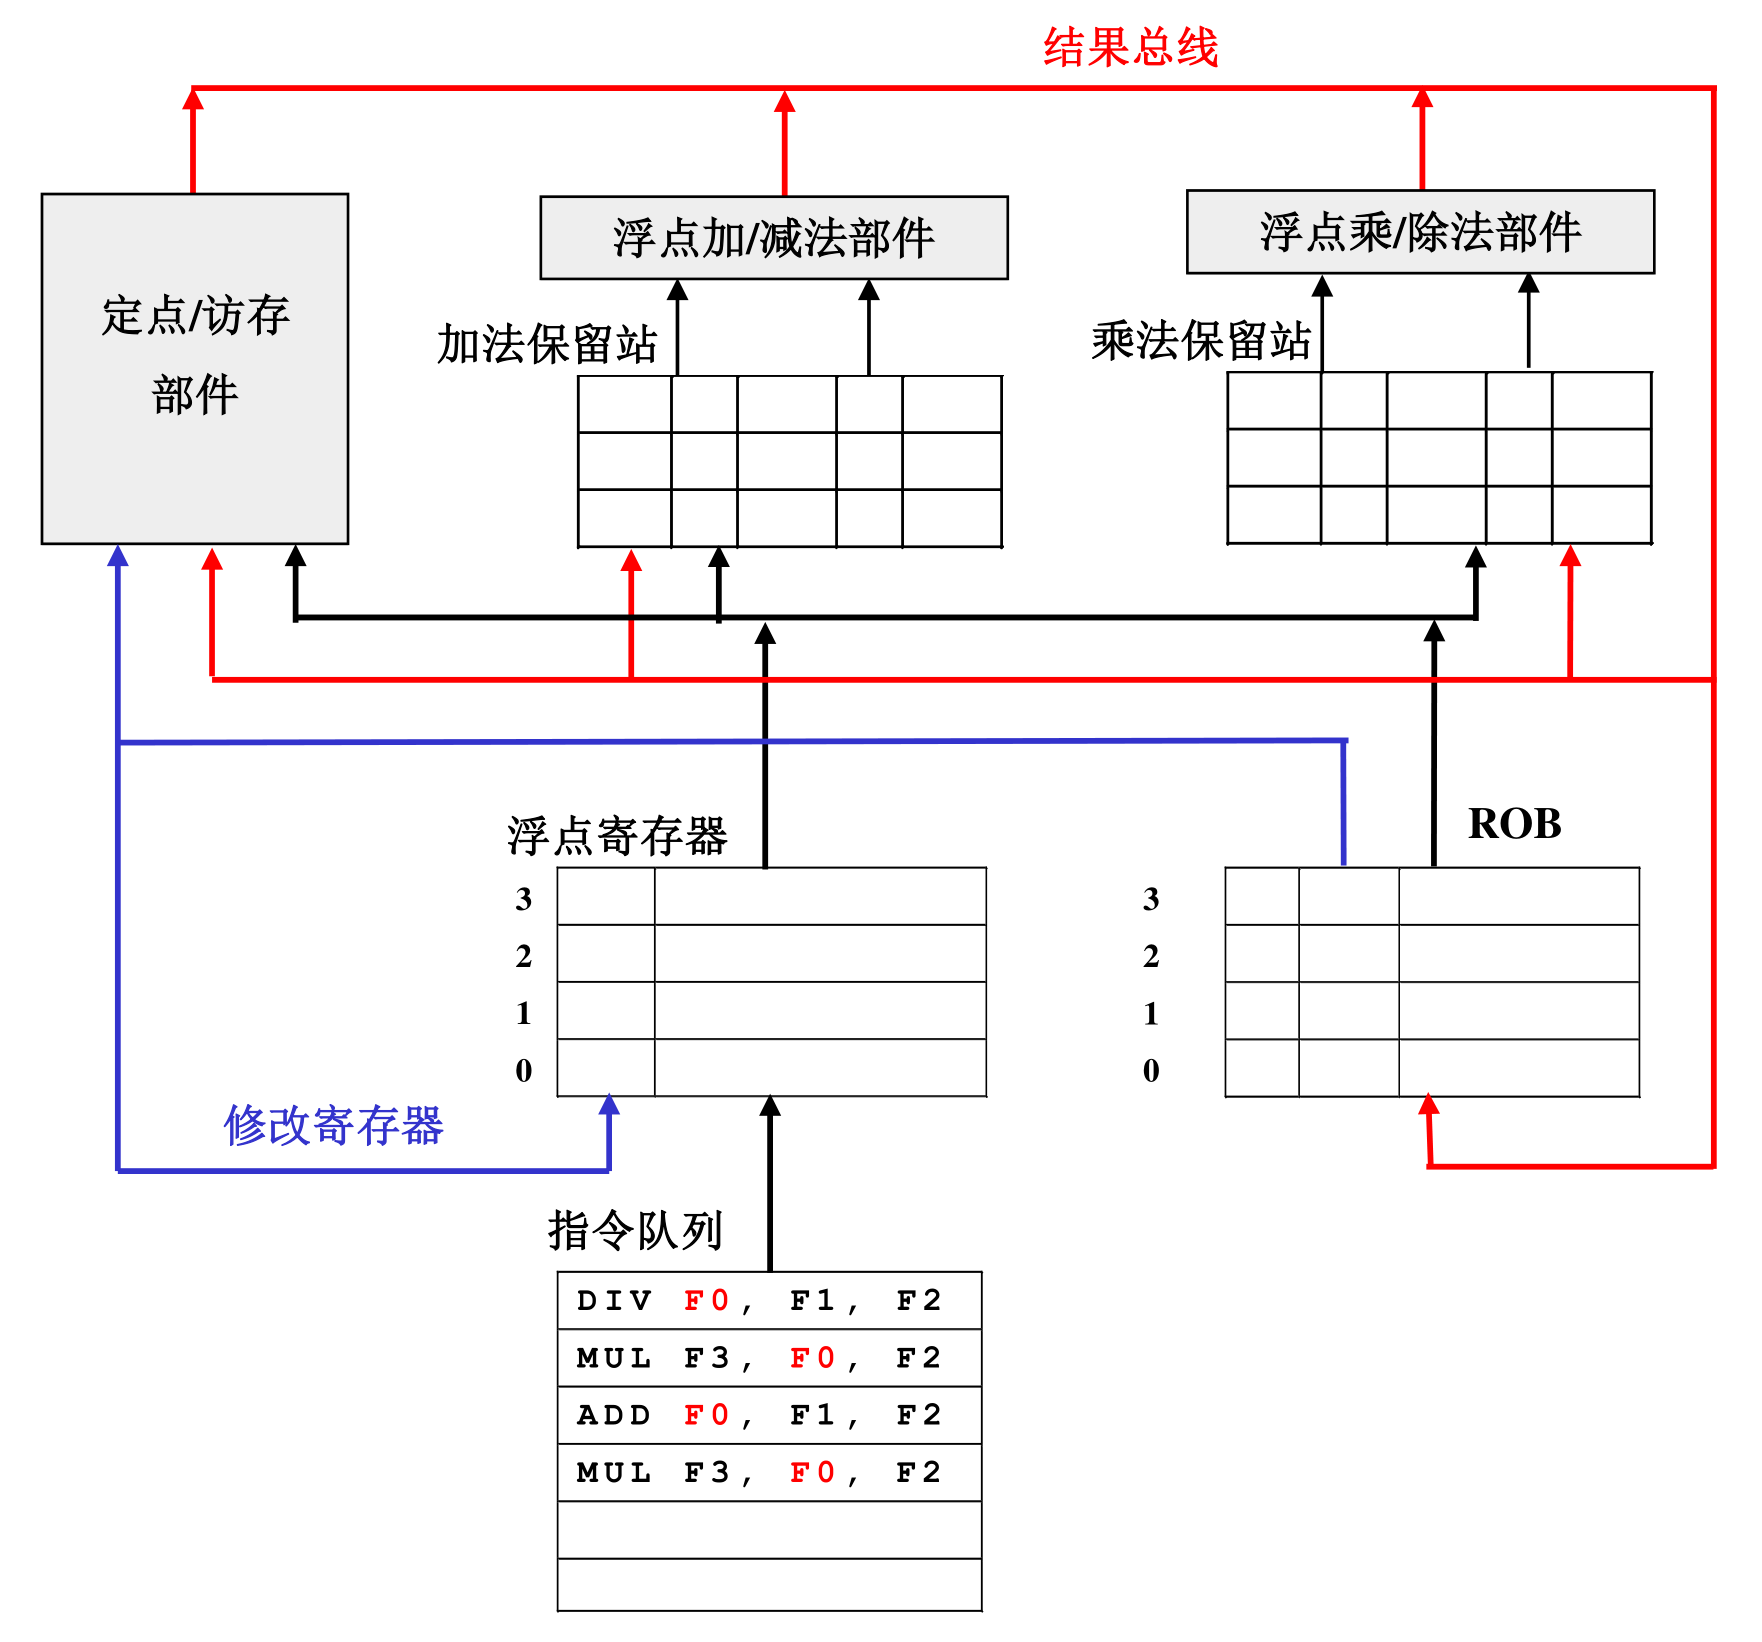 结果总线
定点/访存
部件
浮点加/减法部件
浮点乘/除法部件
加法保留站
乘法保留站
浮点寄存器
3
2
1
0
ROB
3
2
1
0
修改寄存器
指令队列
DIV F0, F1, F2
MUL F3, F0, F2
ADD F0, F1, F2
MUL F3, F0, F2